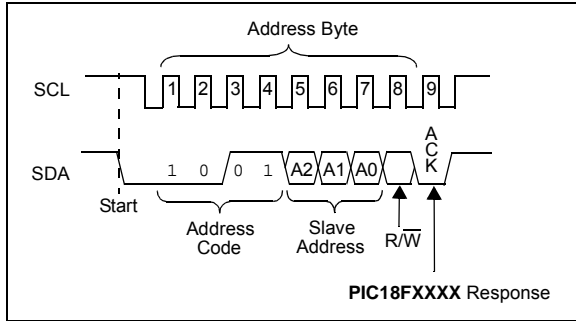 Address Byte
SCL 1 2 3 4 5 6 7 8 9
SDA 1 0 0 1 A2 A1 A0 ACK
Start
Address Code
Slave Address
R/W̅
PIC18FXXXX Response